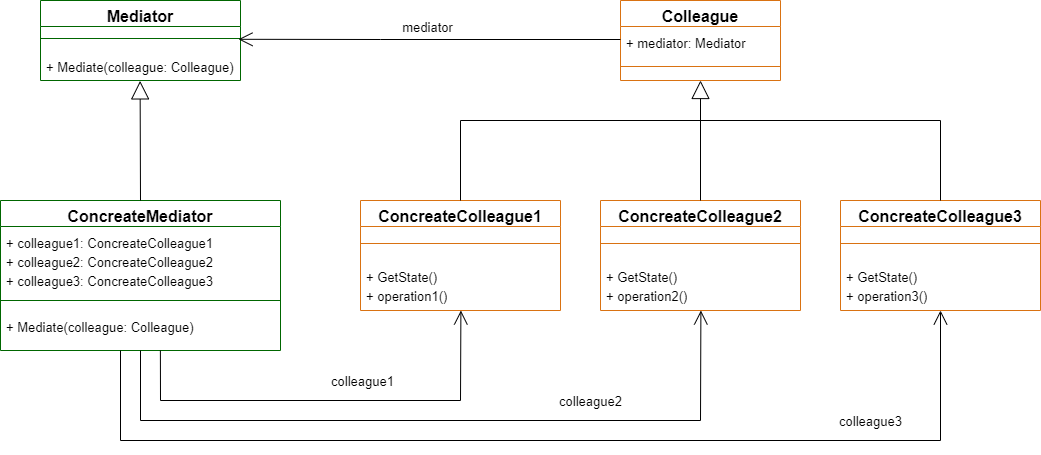 Mediator
+ Mediate(colleague: Colleague)
mediator
Colleague
+ mediator: Mediator
ConcreateMediator
+ colleague1: ConcreateColleague1
+ colleague2: ConcreateColleague2
+ colleague3: ConcreateColleague3
+ Mediate(colleague: Colleague)
ConcreateColleague1
+ GetState()
+ operation1()
ConcreateColleague2
+ GetState()
+ operation2()
ConcreateColleague3
+ GetState()
+ operation3()
colleague1
colleague2
colleague3